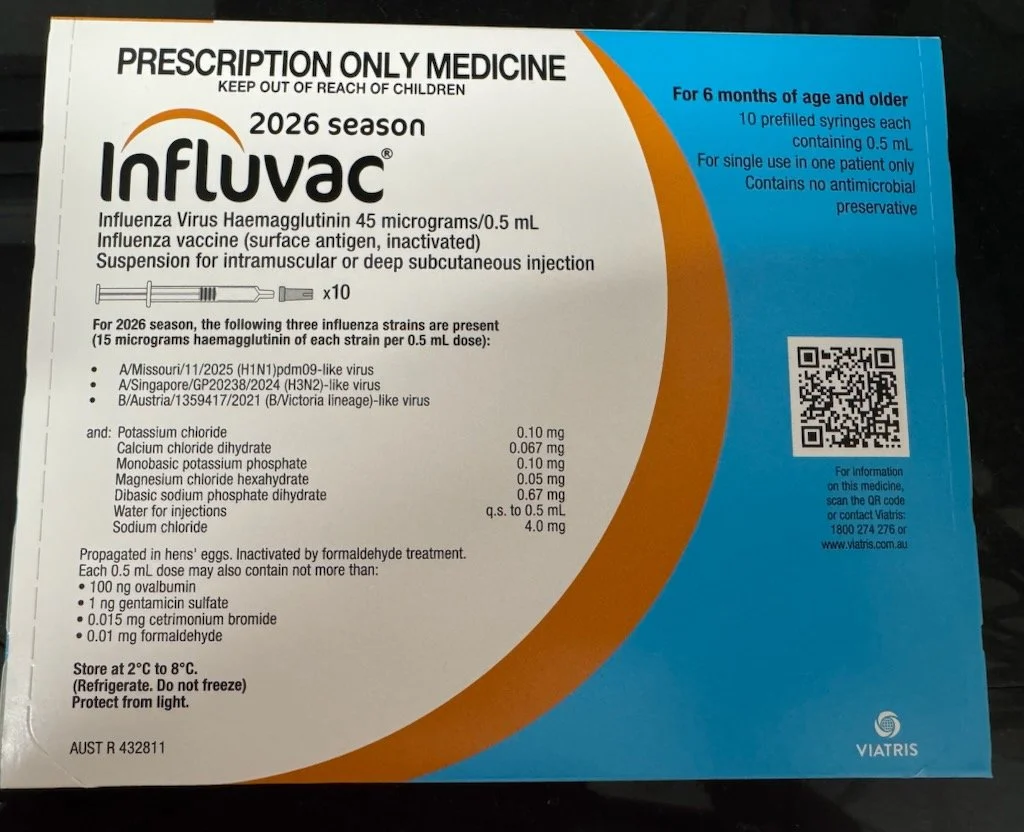 PRESCRIPTION ONLY MEDICINE
KEEP OUT OF REACH OF CHILDREN
2026 season
Influvac®
Influenza Virus Haemagglutinin 45 micrograms/0.5 mL
Influenza vaccine (surface antigen, inactivated)
Suspension for intramuscular or deep subcutaneous injection
x10
For 2026 season, the following three influenza strains are present
(15 micrograms haemagglutinin of each strain per 0.5 mL dose):
• A/Missouri/11/2025 (H1N1)pdm09-like virus
• A/Singapore/GP20238/2024 (H3N2)-like virus
• B/Austria/1359417/2021 (B/Victoria lineage)-like virus
and: Potassium chloride 0.10 mg
Calcium chloride dihydrate 0.067 mg
Monobasic potassium phosphate 0.10 mg
Magnesium chloride hexahydrate 0.05 mg
Dibasic sodium phosphate dihydrate 0.67 mg
Water for injections q.s. to 0.5 mL
Sodium chloride 4.0 mg
Propagated in hens' eggs. Inactivated by formaldehyde treatment.
Each 0.5 mL dose may also contain not more than:
• 100 ng ovalbumin
• 1 ng gentamicin sulfate
• 0.015 mg cetrimonium bromide
• 0.01 mg formaldehyde
Store at 2°C to 8°C.
(Refrigerate. Do not freeze)
Protect from light.
AUST R 432811
For 6 months of age and older
10 prefilled syringes each
containing 0.5 mL
For single use in one patient only
Contains no antimicrobial
preservative
For information
on this medicine,
scan the QR code
or contact Viatris:
1800 274 276 or
www.viatris.com.au
VIATRIS